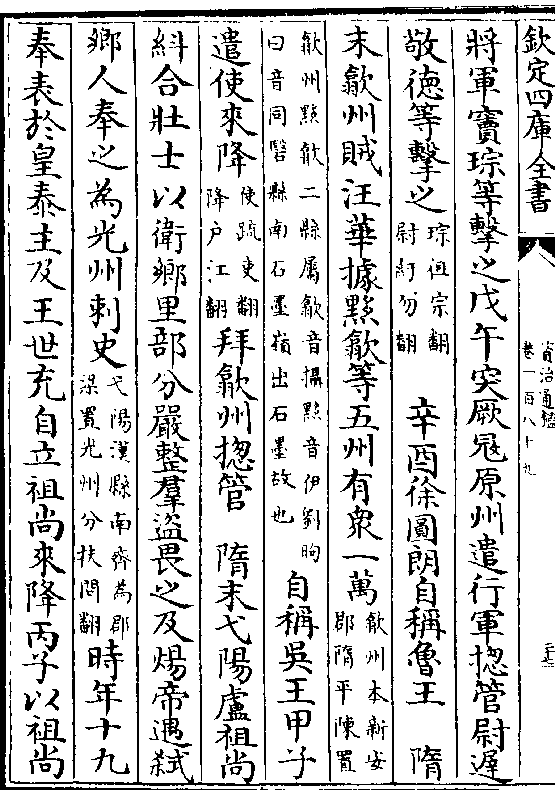 欽定四庫全書
資治通鑑
卷一百八十九
將軍竇琮等擊之戊午突厥冦原州遣行軍揔管尉遲
敬德等擊之琮徂宗翻尉紆勿翻 辛酉徐圓朗自稱魯王 隋
末歙州賊汪華據黟歙等五州有衆一萬歙州本新安郡隋平陳置
歙州黟歙二縣屬歙音攝黟音伊劉昫曰音同翳縣南石墨嶺出石墨故也自稱吳王甲子
遣使來降使疏吏翻降戶江翻拜歙州揔管 隋末弋陽盧祖尚
糾合壯士以衛鄉里部分嚴整羣盜畏之及煬帝遇弑
鄉人奉之為光州刺史弋陽漢縣南齊為郡梁置光州分扶問翻時年十九
奉表於皇泰主及王世充自立祖尚來降丙子以祖尚